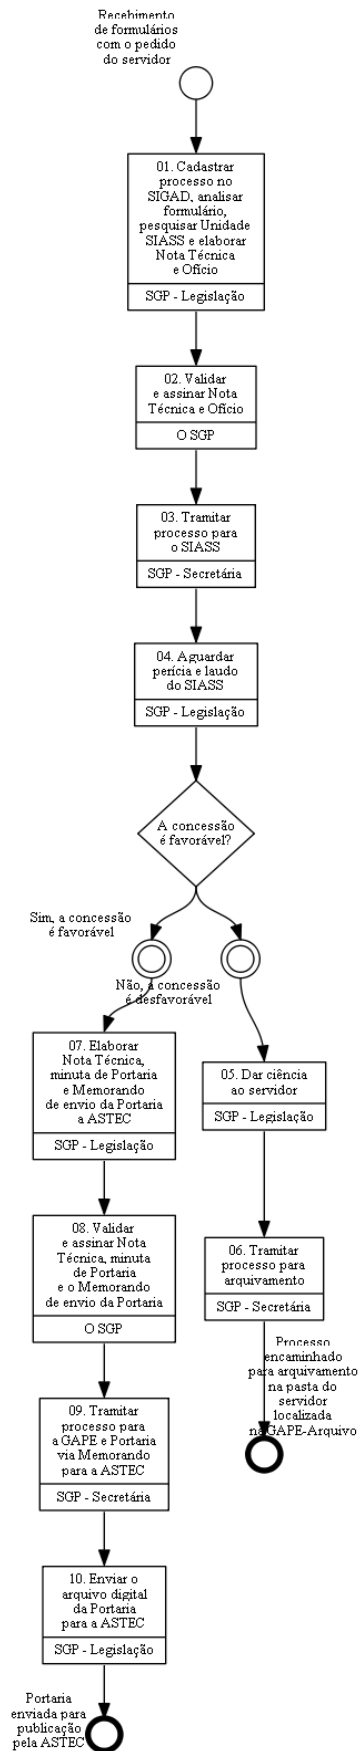 Recebimento
de formulários
com o pedido
do servidor
01. Cadastrar
processo no
SIGAD, analisar
formulário,
pesquisar Unidade
SIASS e elaborar
Nota Técnica
e Ofício
SGP - Legislação
02. Validar
e assinar Nota
Técnica e Ofício
O SGP
03. Tramitar
processo para
o SIASS
SGP - Secretária
04. Aguardar
perícia e laudo
do SIASS
SGP - Legislação
A concessão
é favorável?
Sim, a concessão
é favorável
Não, a concessão
é desfavorável
07. Elaborar
Nota Técnica,
minuta de Portaria
e Memorando
de envio da Portaria
a ASTEC
SGP - Legislação
05. Dar ciência
ao servidor
SGP - Legislação
08. Validar
e assinar Nota
Técnica, minuta
de Portaria
e o Memorando
de envio da Portaria
O SGP
06. Tramitar
processo para
arquivamento
SGP - Secretária
Processo
encaminhado
para arquivamento
na pasta do
servidor
localizada
na GAPE-Arquivo
09. Tramitar
processo para
a GAPE e Portaria
via Memorando
para a ASTEC
SGP - Secretária
10. Enviar o
arquivo digital
da Portaria
para a ASTEC
SGP - Legislação
Portaria
enviada para
publicação
pela ASTEC